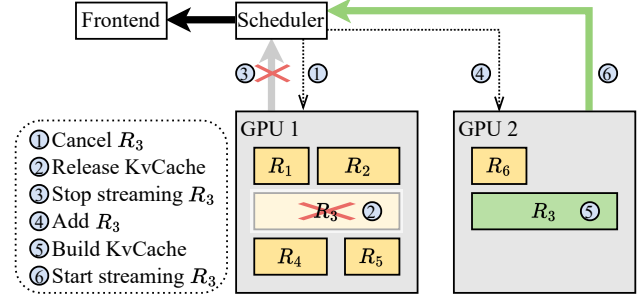 Frontend
Scheduler
3
1
4
6
GPU 1
GPU 2
R1
R2
R6
R3
2
R3
5
R4
R5
1 Cancel R3
2 Release KvCache
3 Stop streaming R3
4 Add R3
5 Build KvCache
6 Start streaming R3